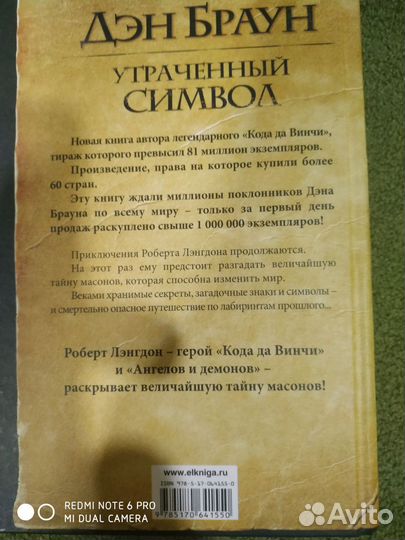 Дэн Браун
УТРАЧЕННЫЙ
СИМВОЛ
Новая книга автора легендарного «Кода да Винчи»,
тираж которого превысил 81 миллион экземпляров.
Произведение, права на которое купили более
60 стран.
Эту книгу ждали миллионы поклонников Дэна
Брауна по всему миру – только за первый день
продаж раскуплено свыше 1 000 000 экземпляров!
Приключения Роберта Лэнгдона продолжаются.
На этот раз ему предстоит разгадать величайшую
тайну масонов, которая способна изменить мир.
Веками хранимые секреты, загадочные знаки и символы –
и смертельно опасное путешествие по лабиринтам прошлого...
Роберт Лэнгдон – герой «Кода да Винчи»
и «Ангелов и демонов» –
раскрывает величайшую тайну масонов!
www.elkniga.ru
ISBN 978-5-17-064155-0
9 785170 641550
REDMI NOTE 6 PRO
MI DUAL CAMERA
Avito